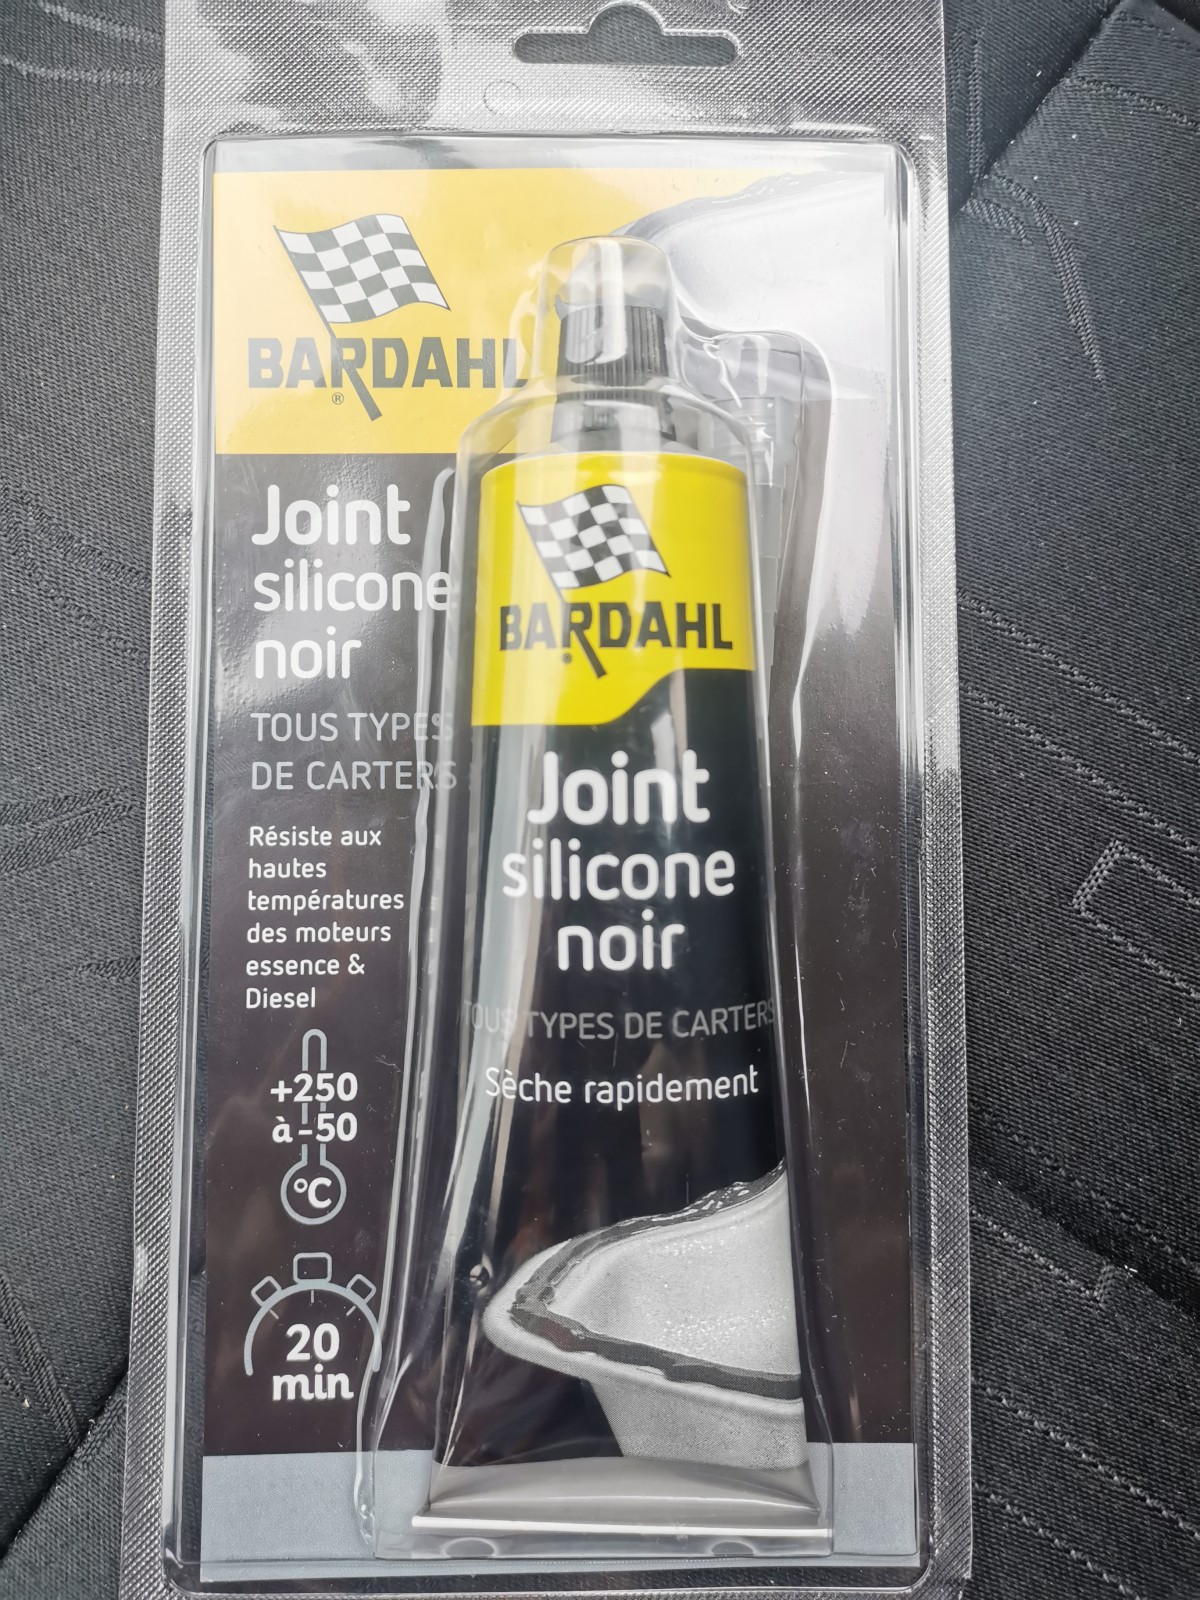 BARDAHL
®
Joint
silicone
noir
TOUS TYPES
DE CARTERS
Résiste aux
hautes
températures
des moteurs
essence &
Diesel
+250
à -50
°C
20
min
BARDAHL
Joint
silicone
noir
TOUS TYPES DE CARTERS
Sèche rapidement